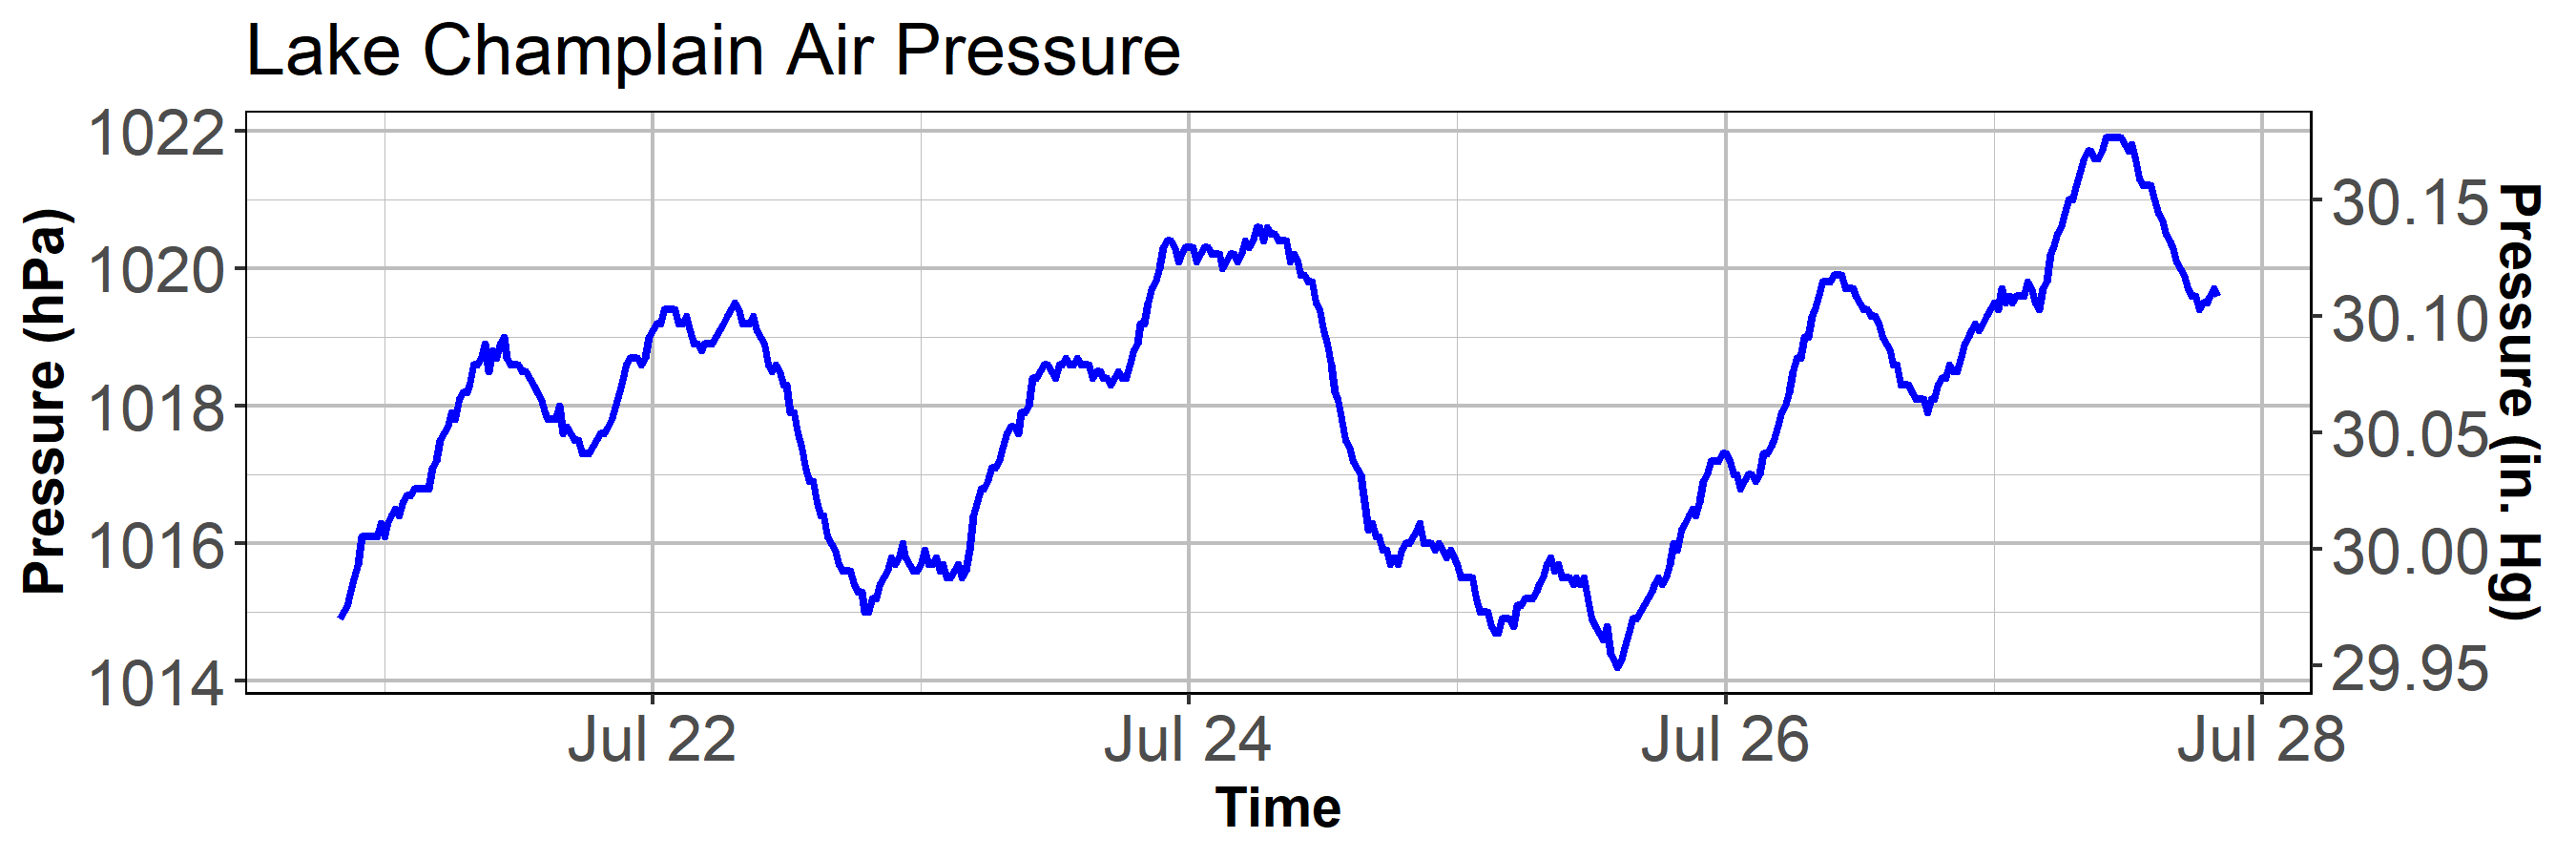 Lake Champlain Air Pressure
Pressure (hPa)
1022
1020
1018
1016
1014
30.15
30.10
30.05
30.00
29.95
Pressure (in. Hg)
Jul 22
Jul 24
Jul 26
Jul 28
Time